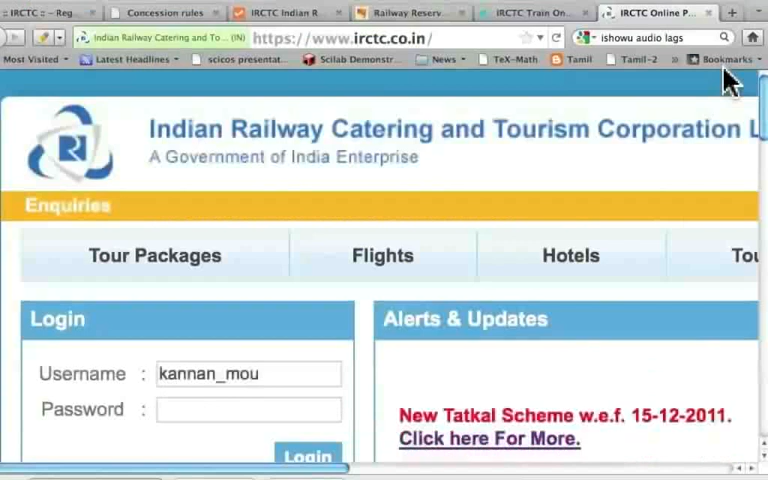 :: IRCTC :: – Reg...
Concession rules
IRCTC Indian R
Railway Reserv...
IRCTC Train On...
IRCTC Online P...
Indian Railway Catering and To... (IN)
https://www.irctc.co.in/
ishowu audio lags
Most Visited
Latest Headlines
scicos presentat...
Scilab Demonstr...
News
TeX-Math
Tamil
Tamil-2
Bookmarks
Indian Railway Catering and Tourism Corporation L
A Government of India Enterprise
Enquiries
Tour Packages
Flights
Hotels
Tou
Login
Alerts & Updates
Username : kannan_mou
Password :
Login
New Tatkal Scheme w.e.f. 15-12-2011.
Click here For More.